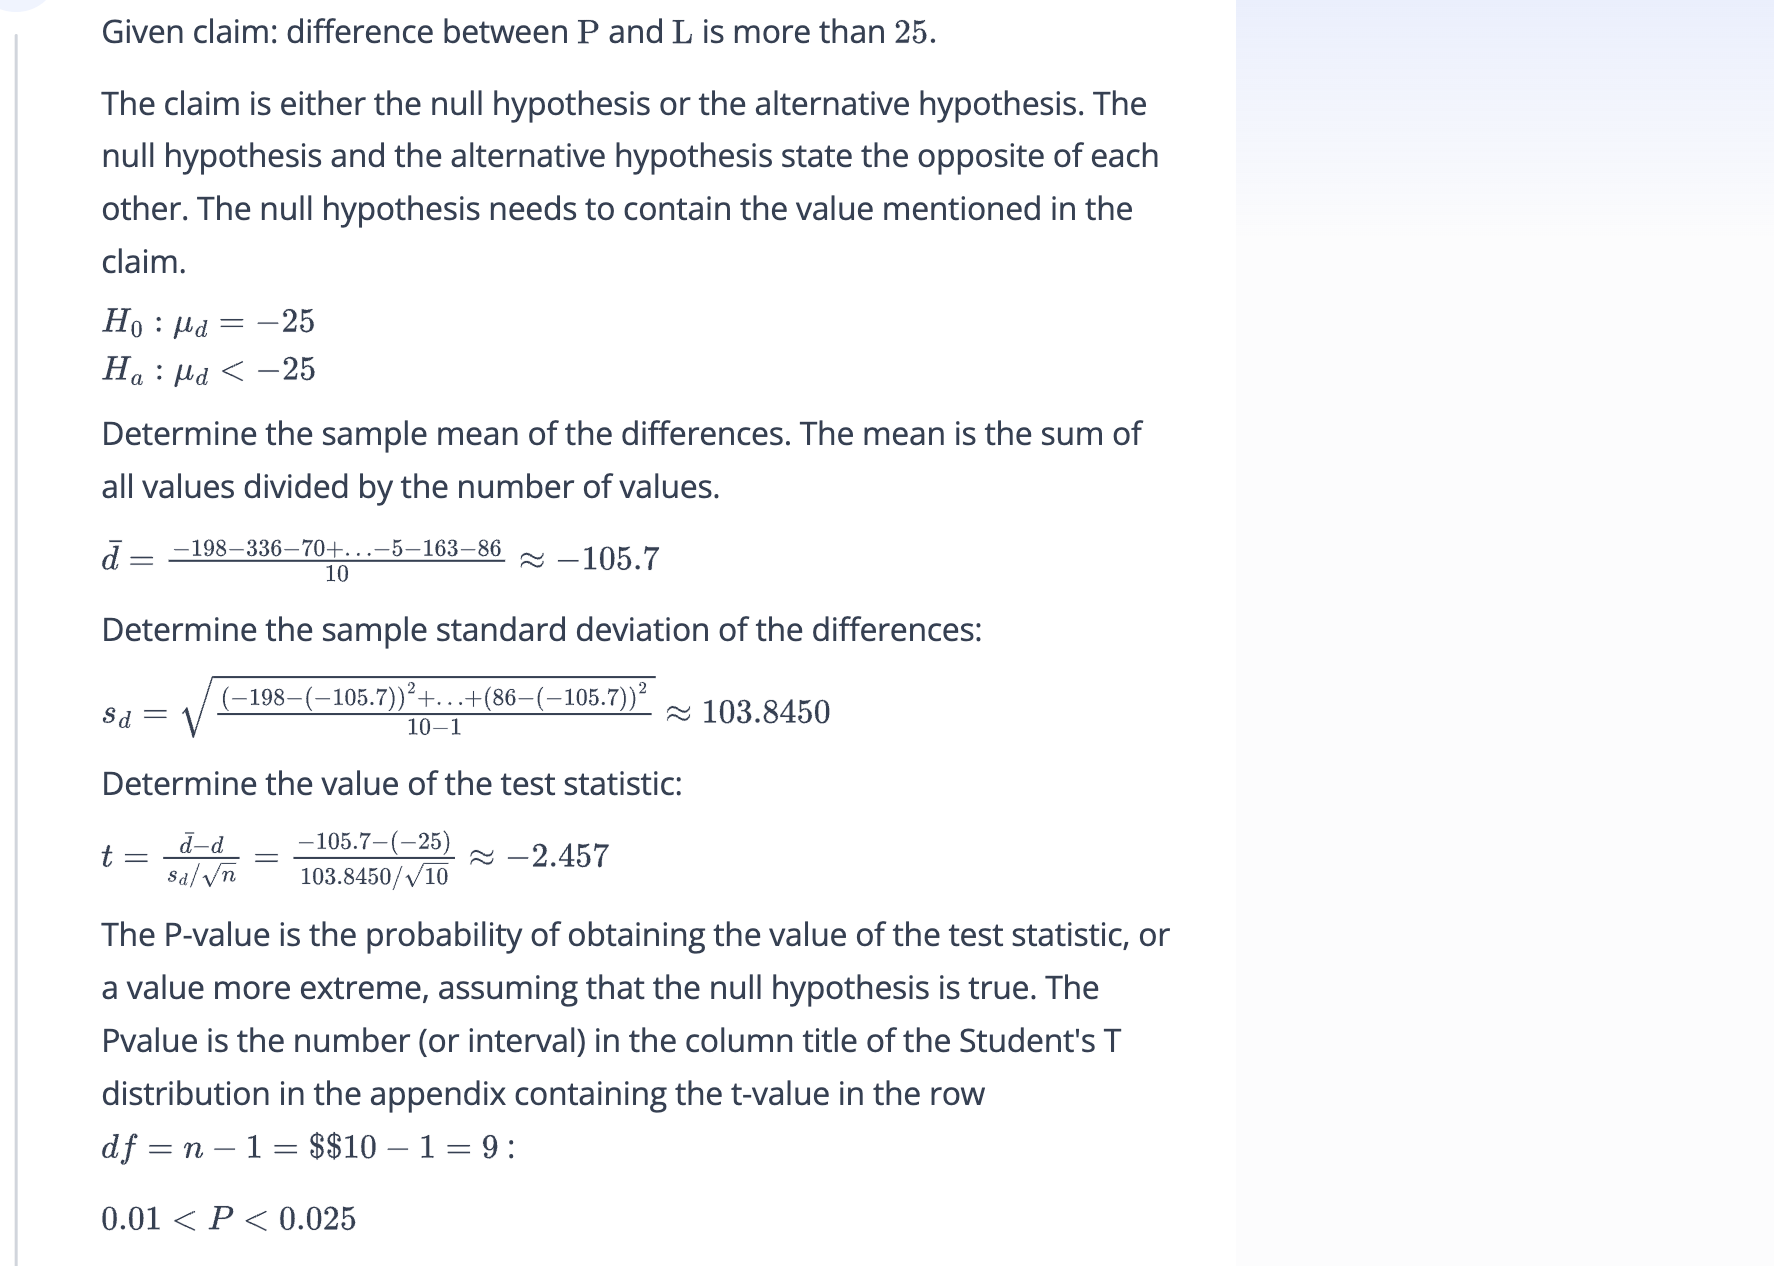 Given claim: difference between P and L is more than 25.
The claim is either the null hypothesis or the alternative hypothesis. The
null hypothesis and the alternative hypothesis state the opposite of each
other. The null hypothesis needs to contain the value mentioned in the
claim.
$H_0 : \mu_d = -25$
$H_a : \mu_d < -25$
Determine the sample mean of the differences. The mean is the sum of
all values divided by the number of values.
$\bar{d} = \frac{-198-336-70+\ldots-5-163-86}{10} \approx -105.7$
Determine the sample standard deviation of the differences:
$s_d = \sqrt{\frac{(-198-(-105.7))^2+\ldots+(86-(-105.7))^2}{10-1}} \approx 103.8450$
Determine the value of the test statistic:
$t = \frac{\bar{d}-d}{s_d/\sqrt{n}} = \frac{-105.7-(-25)}{103.8450/\sqrt{10}} \approx -2.457$
The P-value is the probability of obtaining the value of the test statistic, or
a value more extreme, assuming that the null hypothesis is true. The
Pvalue is the number (or interval) in the column title of the Student's T
distribution in the appendix containing the t-value in the row
$df = n - 1 = \$\$10 - 1 = 9 :$
$0.01 < P < 0.025$